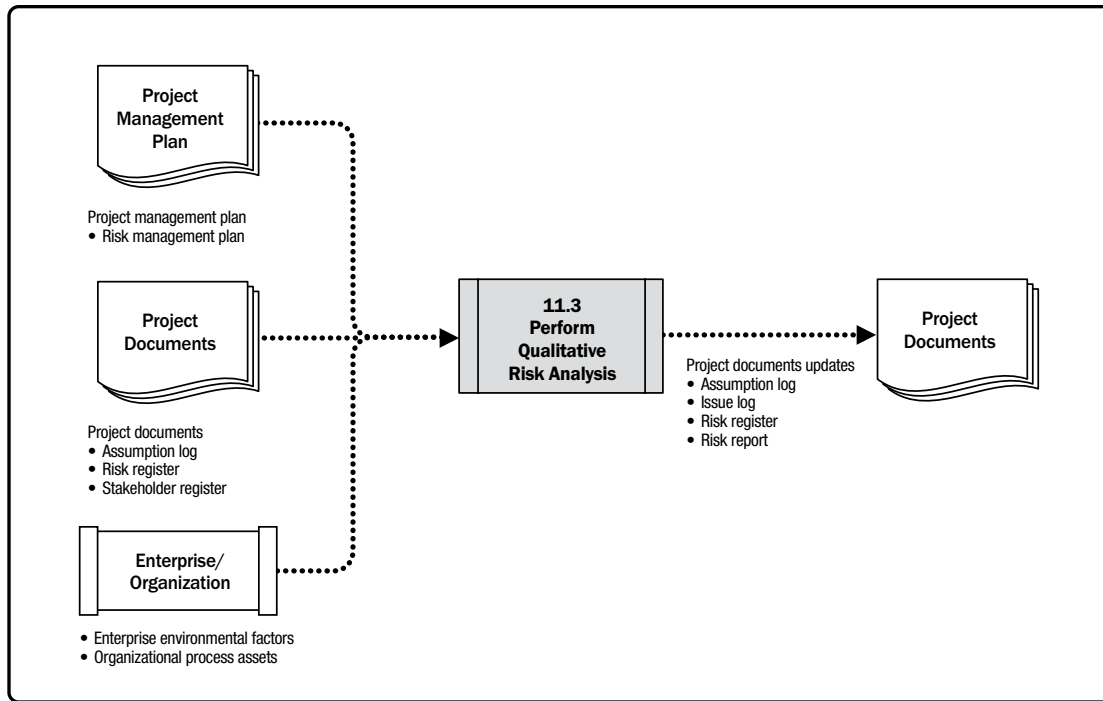 Project
Management
Plan
Project management plan
• Risk management plan
Project
Documents
Project documents
• Assumption log
• Risk register
• Stakeholder register
Enterprise/
Organization
• Enterprise environmental factors
• Organizational process assets
11.3
Perform
Qualitative
Risk Analysis
Project documents updates
• Assumption log
• Issue log
• Risk register
• Risk report
Project
Documents